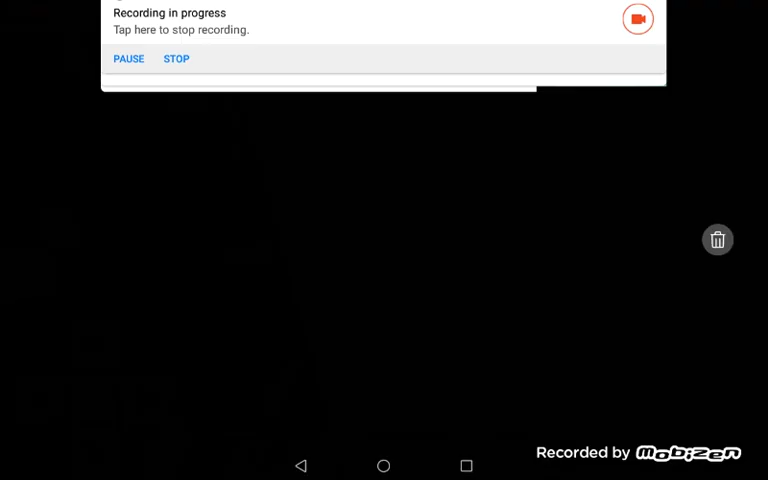 Recording in progress
Tap here to stop recording.
PAUSE STOP
Recorded by mobizen